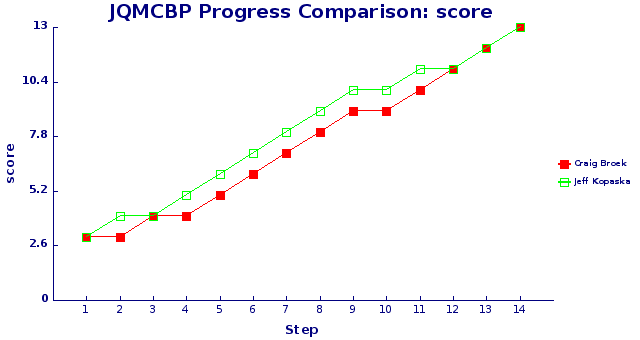 JQMCBP Progress Comparison: score
13
10.4
7.8
5.2
2.6
0
score
1 2 3 4 5 6 7 8 9 10 11 12 13 14
Step
Craig Broek
Jeff Kopaska